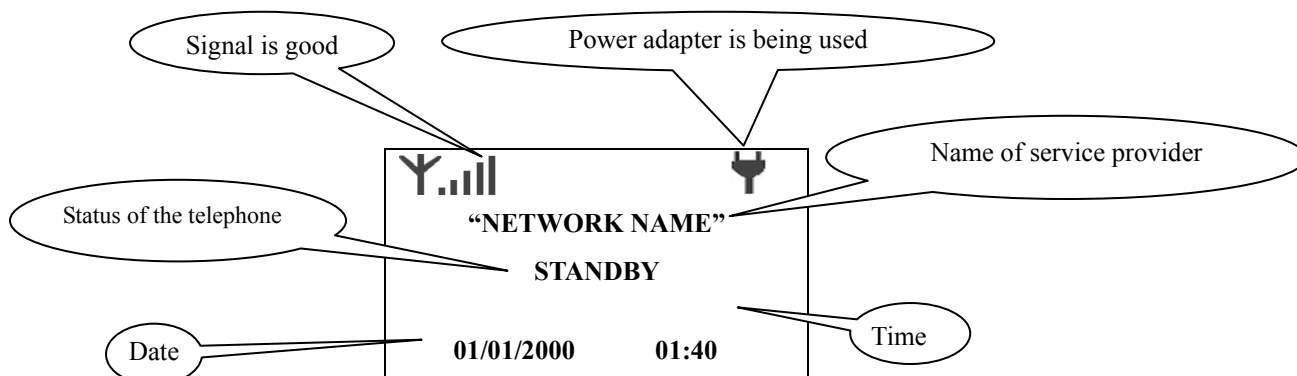 Signal is good
Power adapter is being used
Name of service provider
Status of the telephone
“NETWORK NAME”
STANDBY
Date
01/01/2000 01:40
Time